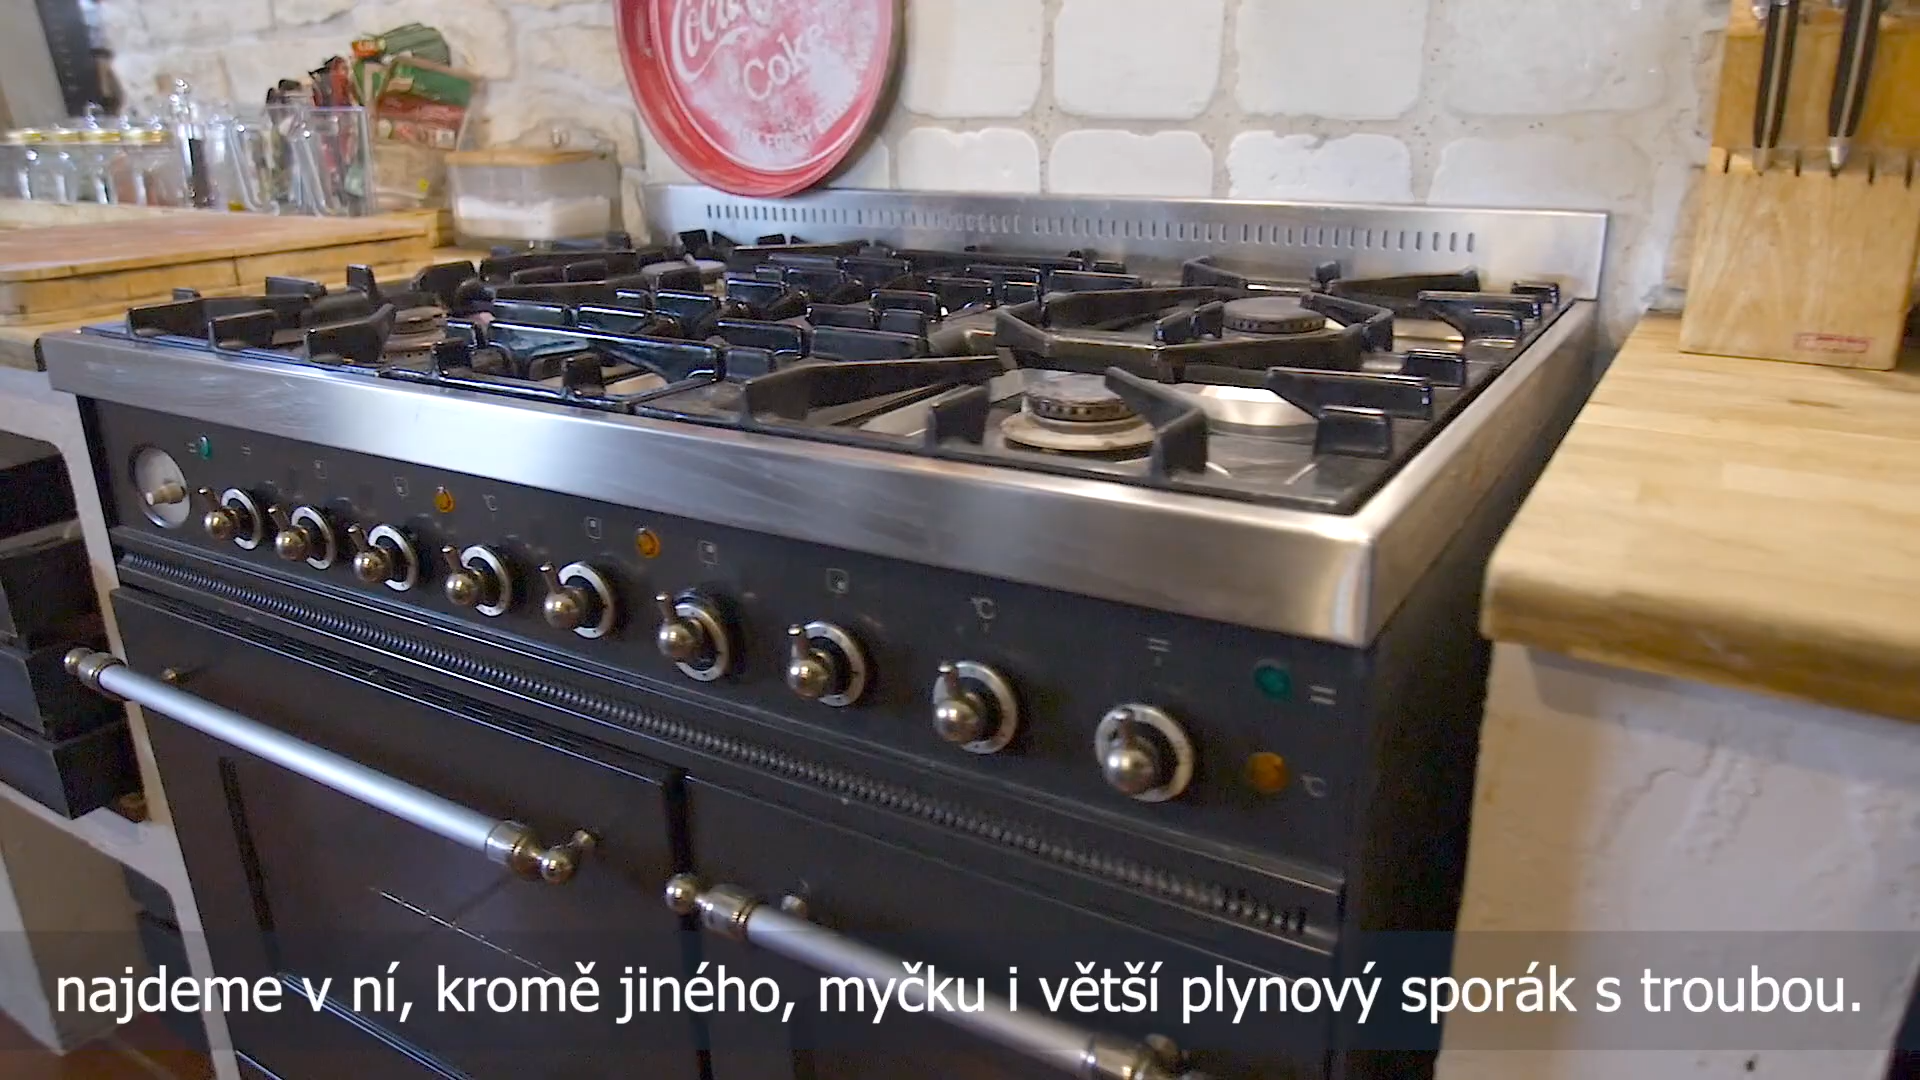 Coca-Cola
Coke
najdeme v ní, kromě jiného, myčku i větší plynový sporák s troubou.